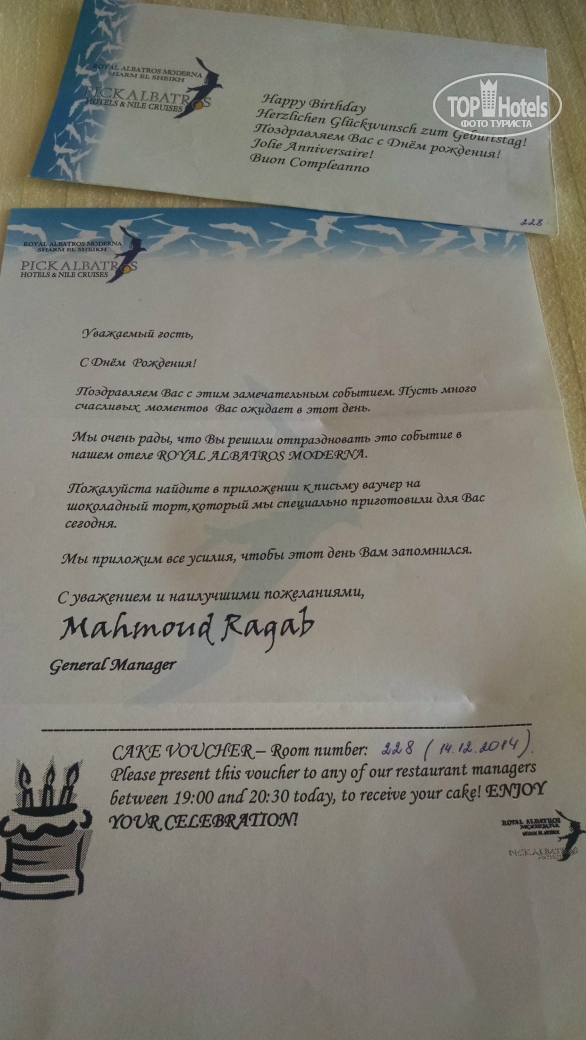 ROYAL ALBATROS MODERNA
SHARM EL SHEIKH
PICKALBATROS
HOTELS & NILE CRUISES
TOP Hotels
ФОТО ТУРИСТА
Happy Birthday
Herzlichen Glückwunsch zum Geburtstag!
Поздравляем Вас с Днём рождения!
Jolie Anniversaire!
Buon Compleanno
228
ROYAL ALBATROS MODERNA
SHARM EL SHEIKH
PICKALBATROS
HOTELS & NILE CRUISES
Уважаемый гость,
С Днём Рождения!
Поздравляем Вас с этим замечательным событием. Пусть много
счасливых моментов Вас ожидает в этот день.
Мы очень рады, что Вы решили отпраздновать это событие в
нашем отеле ROYAL ALBATROS MODERNA.
Пожалуйста найдите в приложении к письму ваучер на
шоколадный торт,который мы специально приготовили для Вас
сегодня.
Мы приложим все усилия, чтобы этот день Вам запомнился.
С уважением и наилучшими пожеланиями,
Mahmoud Ragab
General Manager
CAKE VOUCHER – Room number: 228 (14.12.2014).
Please present this voucher to any of our restaurant managers
between 19:00 and 20:30 today, to receive your cake! ENJOY
YOUR CELEBRATION!
ROYAL ALBATROS
MODERNA
PICKALBATROS